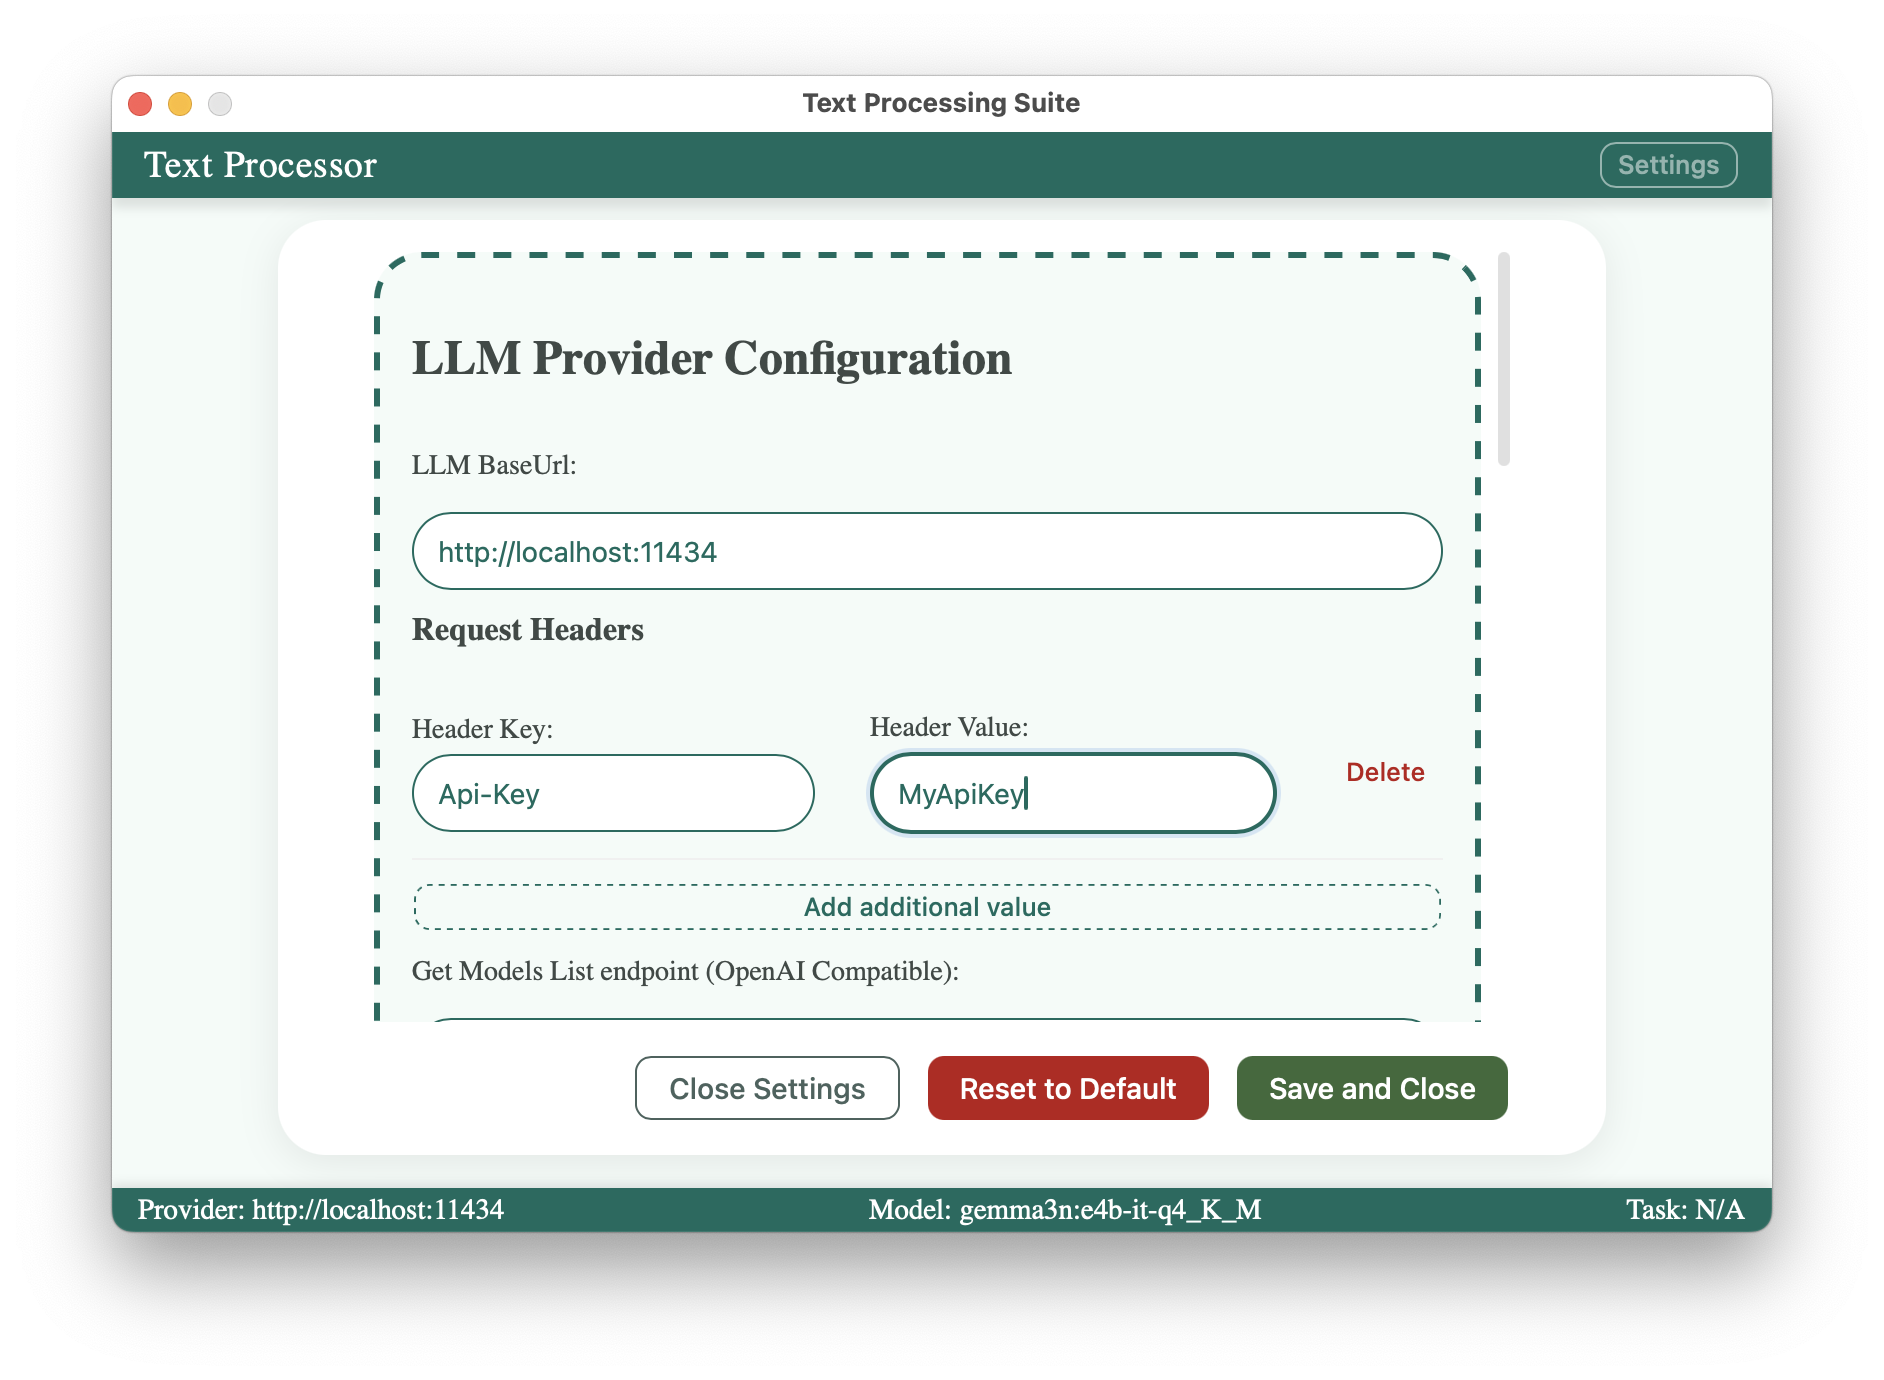 Text Processing Suite
Text Processor
Settings
LLM Provider Configuration
LLM BaseUrl:
http://localhost:11434
Request Headers
Header Key:
Header Value:
Api-Key
MyApiKey
Delete
Add additional value
Get Models List endpoint (OpenAI Compatible):
Close Settings
Reset to Default
Save and Close
Provider: http://localhost:11434
Model: gemma3n:e4b-it-q4_K_M
Task: N/A